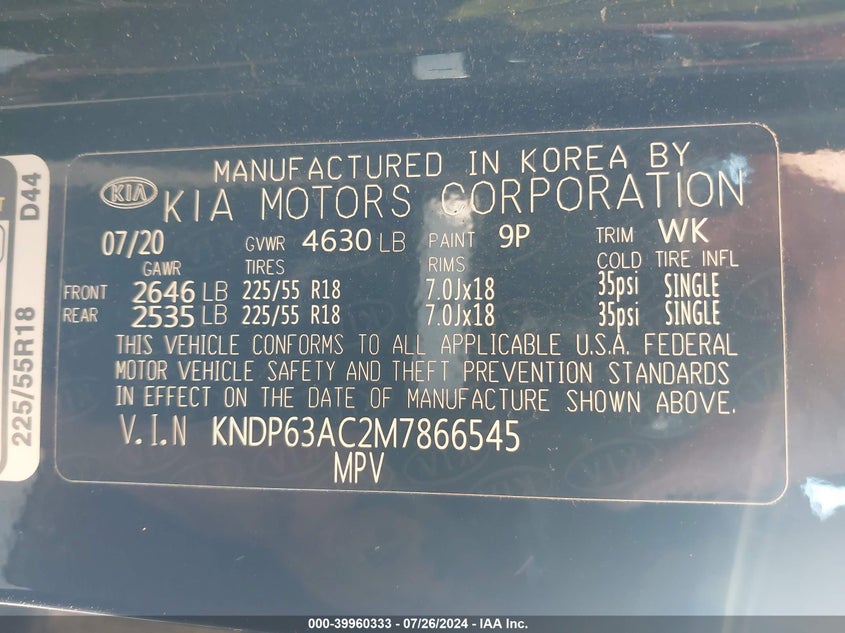 MANUFACTURED IN KOREA BY
KIA KIA MOTORS CORPORATION
07/20 GVWR 4630 LB PAINT 9P TRIM WK
GAWR TIRES RIMS COLD TIRE INFL
FRONT 2646 LB 225/55 R18 7.0Jx18 35psi SINGLE
REAR 2535 LB 225/55 R18 7.0Jx18 35psi SINGLE
THIS VEHICLE CONFORMS TO ALL APPLICABLE U.S.A. FEDERAL
MOTOR VEHICLE SAFETY AND THEFT PREVENTION STANDARDS
IN EFFECT ON THE DATE OF MANUFACTURE SHOWN ABOVE.
V.I.N KNDP63AC2M7866545
MPV
225/55R18 D44
000-39960333 - 07/26/2024 - IAA Inc.